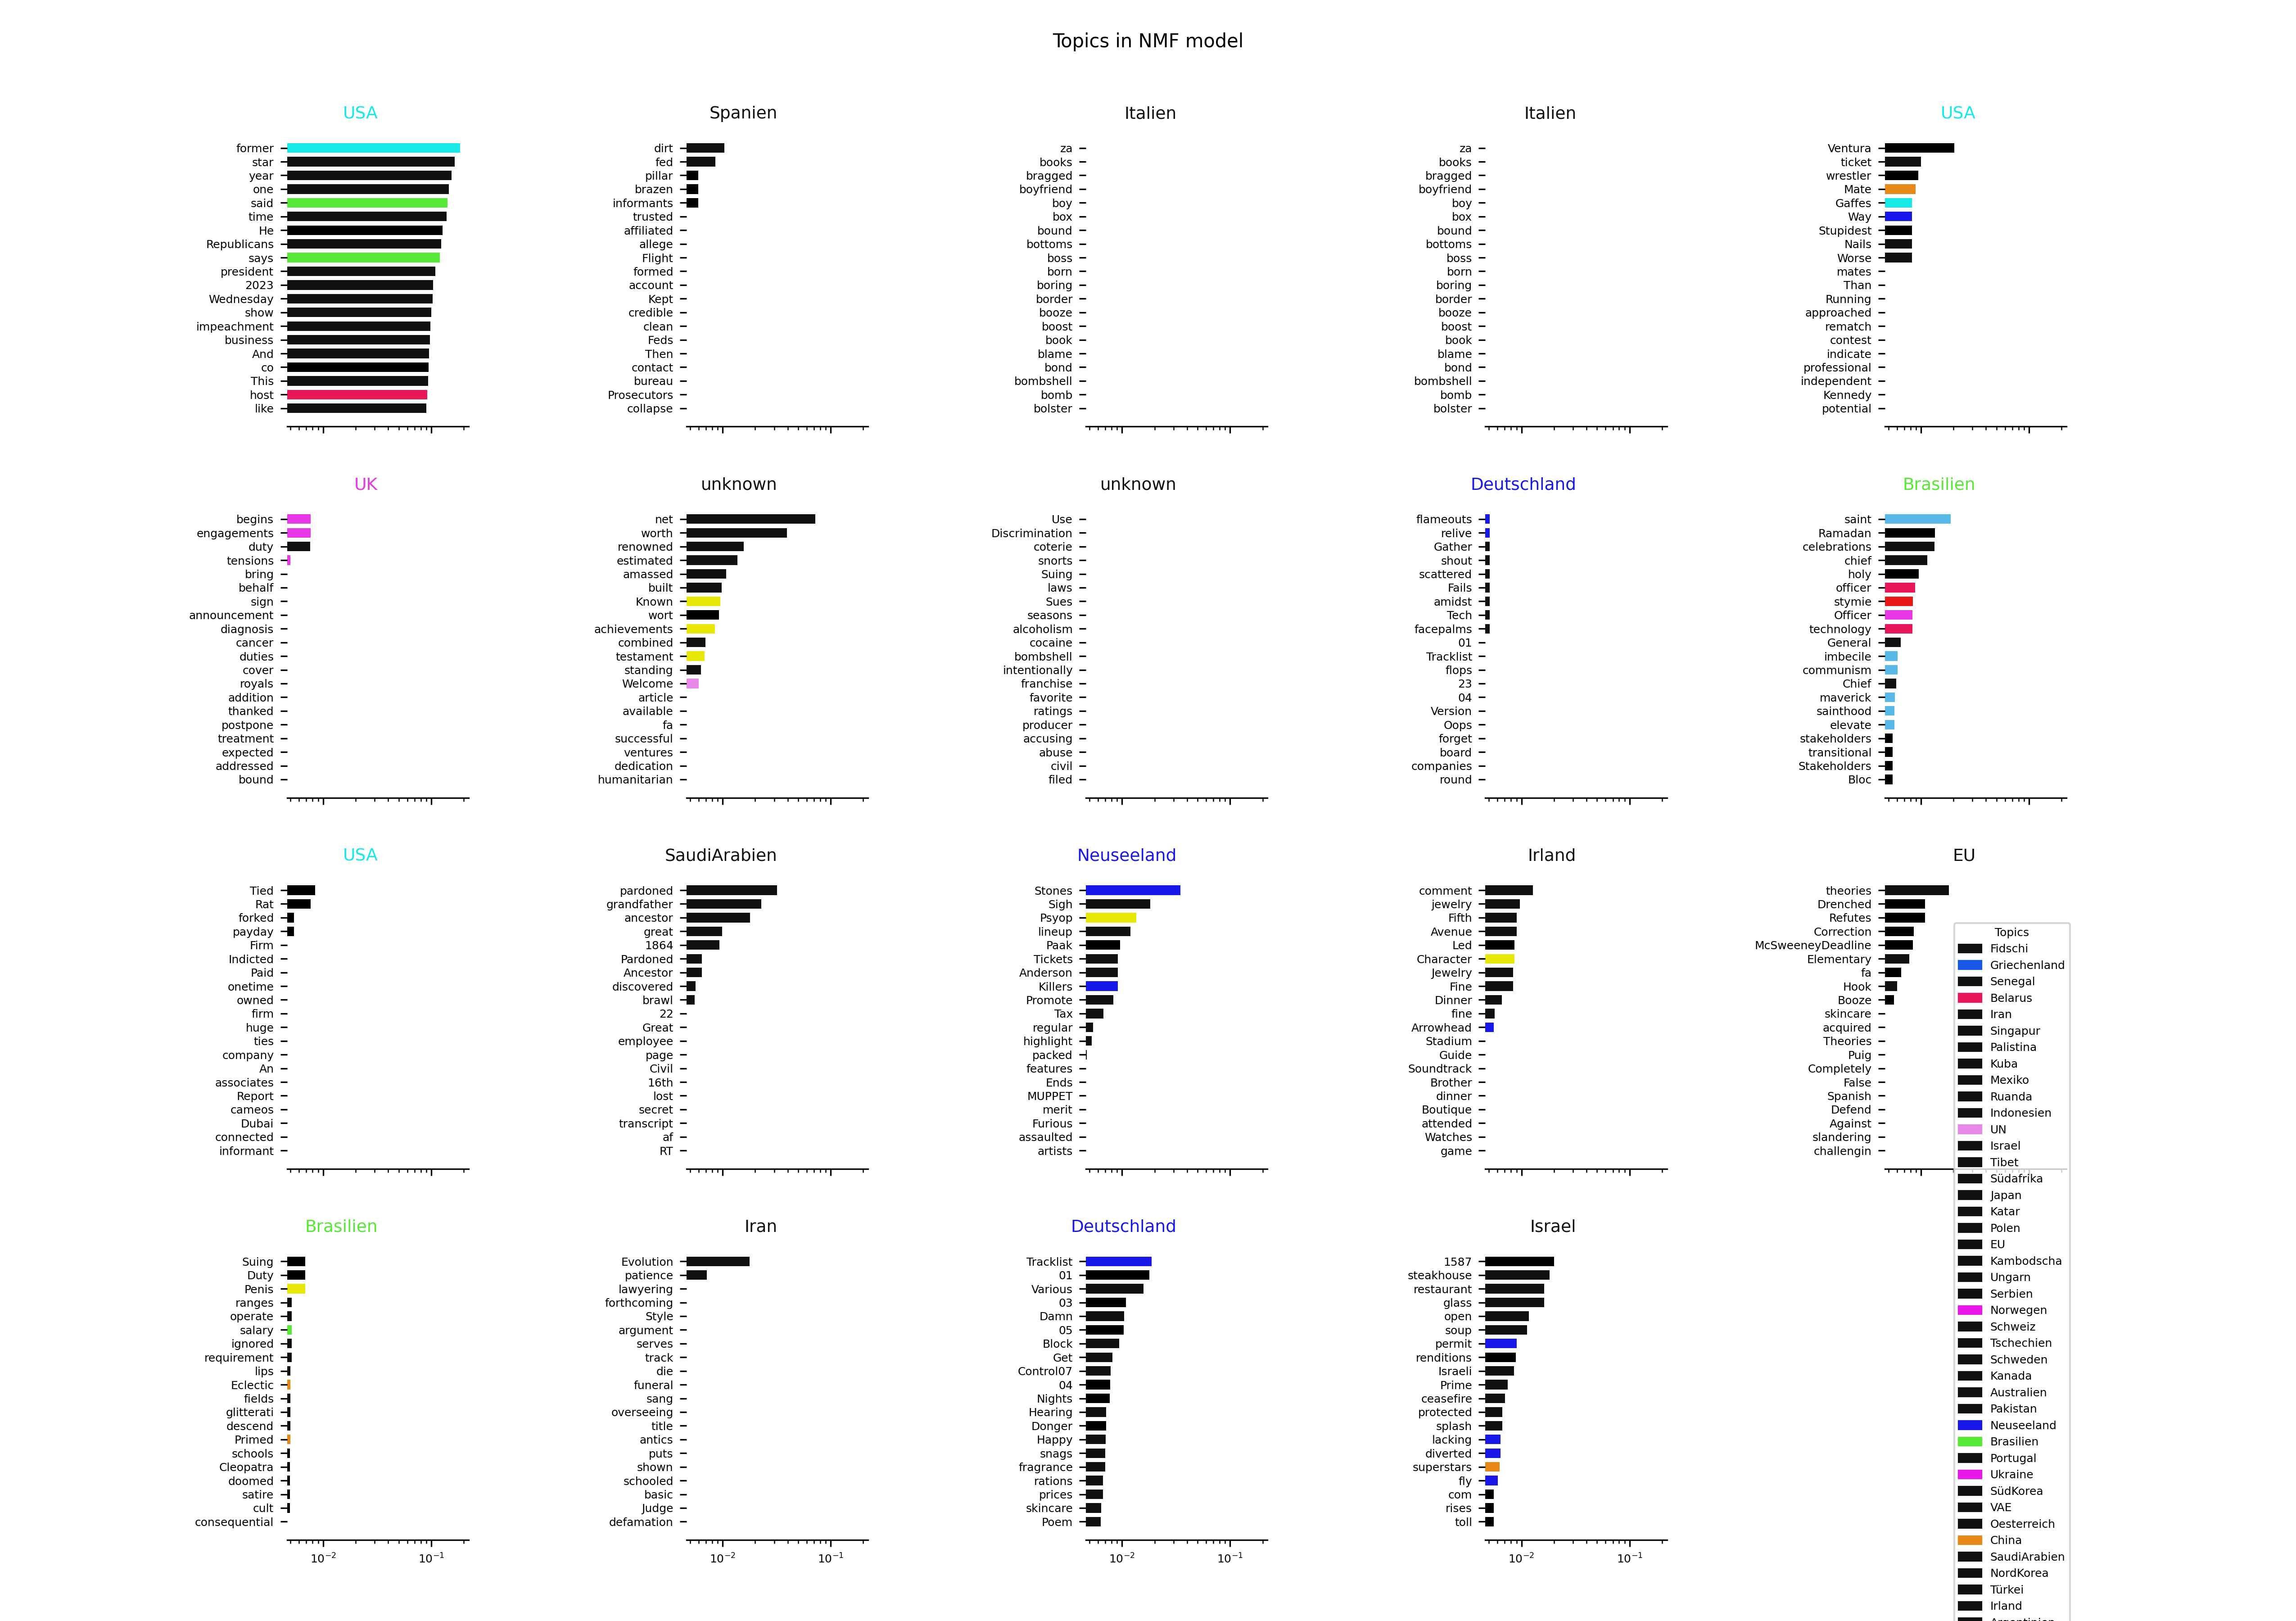 Topics in NMF model
USA
former
star
year
one
said
time
He
Republicans
says
president
2023
Wednesday
show
impeachment
business
And
co
This
host
like
Spanien
dirt
fed
pillar
brazen
informants
trusted
affiliated
allege
Flight
formed
account
Kept
credible
clean
Feds
Then
contact
bureau
Prosecutors
collapse
Italien
za
books
bragged
boyfriend
boy
box
bound
bottoms
boss
born
boring
border
booze
boost
book
blame
bond
bombshell
bomb
bolster
Italien
za
books
bragged
boyfriend
boy
box
bound
bottoms
boss
born
boring
border
booze
boost
book
blame
bond
bombshell
bomb
bolster
USA
Ventura
ticket
wrestler
Mate
Gaffes
Way
Stupidest
Nails
Worse
mates
Than
Running
approached
rematch
contest
indicate
professional
independent
Kennedy
potential
UK
begins
engagements
duty
tensions
bring
behalf
sign
announcement
diagnosis
cancer
duties
cover
royals
addition
thanked
postpone
treatment
expected
addressed
bound
unknown
net
worth
renowned
estimated
amassed
built
Known
wort
achievements
combined
testament
standing
Welcome
article
available
fa
successful
ventures
dedication
humanitarian
unknown
Use
Discrimination
coterie
snorts
Suing
laws
Sues
seasons
alcoholism
cocaine
bombshell
intentionally
franchise
favorite
ratings
producer
accusing
abuse
civil
filed
Deutschland
flameouts
relive
Gather
shout
scattered
Fails
amidst
Tech
facepalms
01
Tracklist
flops
23
04
Version
Oops
forget
board
companies
round
Brasilien
saint
Ramadan
celebrations
chief
holy
officer
stymie
Officer
technology
General
imbecile
communism
Chief
maverick
sainthood
elevate
stakeholders
transitional
Stakeholders
Bloc
USA
Tied
Rat
forked
payday
Firm
Indicted
Paid
onetime
owned
firm
huge
ties
company
An
associates
Report
cameos
Dubai
connected
informant
SaudiArabien
pardoned
grandfather
ancestor
great
1864
Pardoned
Ancestor
discovered
brawl
22
Great
employee
page
Civil
16th
lost
secret
transcript
af
RT
Neuseeland
Stones
Sigh
Psyop
lineup
Paak
Tickets
Anderson
Killers
Promote
Tax
regular
highlight
packed
features
Ends
MUPPET
merit
Furious
assaulted
artists
Irland
comment
jewelry
Fifth
Avenue
Led
Character
Jewelry
Fine
Dinner
fine
Arrowhead
Stadium
Guide
Soundtrack
Brother
dinner
Boutique
attended
Watches
game
EU
theories
Drenched
Refutes
Correction
McSweeneyDeadline
Elementary
fa
Hook
Booze
skincare
acquired
Theories
Puig
Completely
False
Spanish
Defend
Against
slandering
challengin
Brasilien
Suing
Duty
Penis
ranges
operate
salary
ignored
requirement
lips
Eclectic
fields
glitterati
descend
Primed
schools
Cleopatra
doomed
satire
cult
consequential
10⁻² 10⁻¹
Iran
Evolution
patience
lawyering
forthcoming
Style
argument
serves
track
die
funeral
sang
overseeing
title
antics
puts
shown
schooled
basic
Judge
defamation
10⁻² 10⁻¹
Deutschland
Tracklist
01
Various
03
Damn
05
Block
Get
Control07
04
Nights
Hearing
Donger
Happy
snags
fragrance
rations
prices
skincare
Poem
10⁻² 10⁻¹
Israel
1587
steakhouse
restaurant
glass
open
soup
permit
renditions
Israeli
Prime
ceasefire
protected
splash
lacking
diverted
superstars
fly
com
rises
toll
10⁻² 10⁻¹
Topics
Fidschi
Griechenland
Senegal
Belarus
Iran
Singapur
Palistina
Kuba
Mexiko
Ruanda
Indonesien
UN
Israel
Tibet
Südafrika
Japan
Katar
Polen
EU
Kambodscha
Ungarn
Serbien
Norwegen
Schweiz
Tschechien
Schweden
Kanada
Australien
Pakistan
Neuseeland
Brasilien
Portugal
Ukraine
SüdKorea
VAE
Oesterreich
China
SaudiArabien
NordKorea
Türkei
Irland